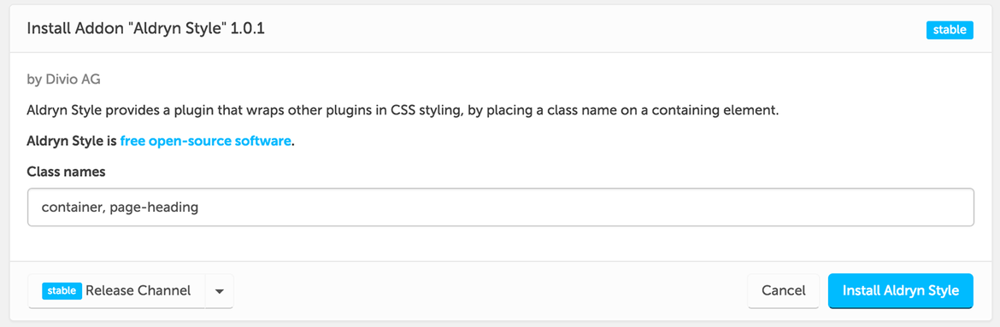 Install Addon "Aldryn Style" 1.0.1
stable
by Divio AG
Aldryn Style provides a plugin that wraps other plugins in CSS styling, by placing a class name on a containing element.
Aldryn Style is free open-source software.
Class names
container, page-heading
stable Release Channel
Cancel
Install Aldryn Style